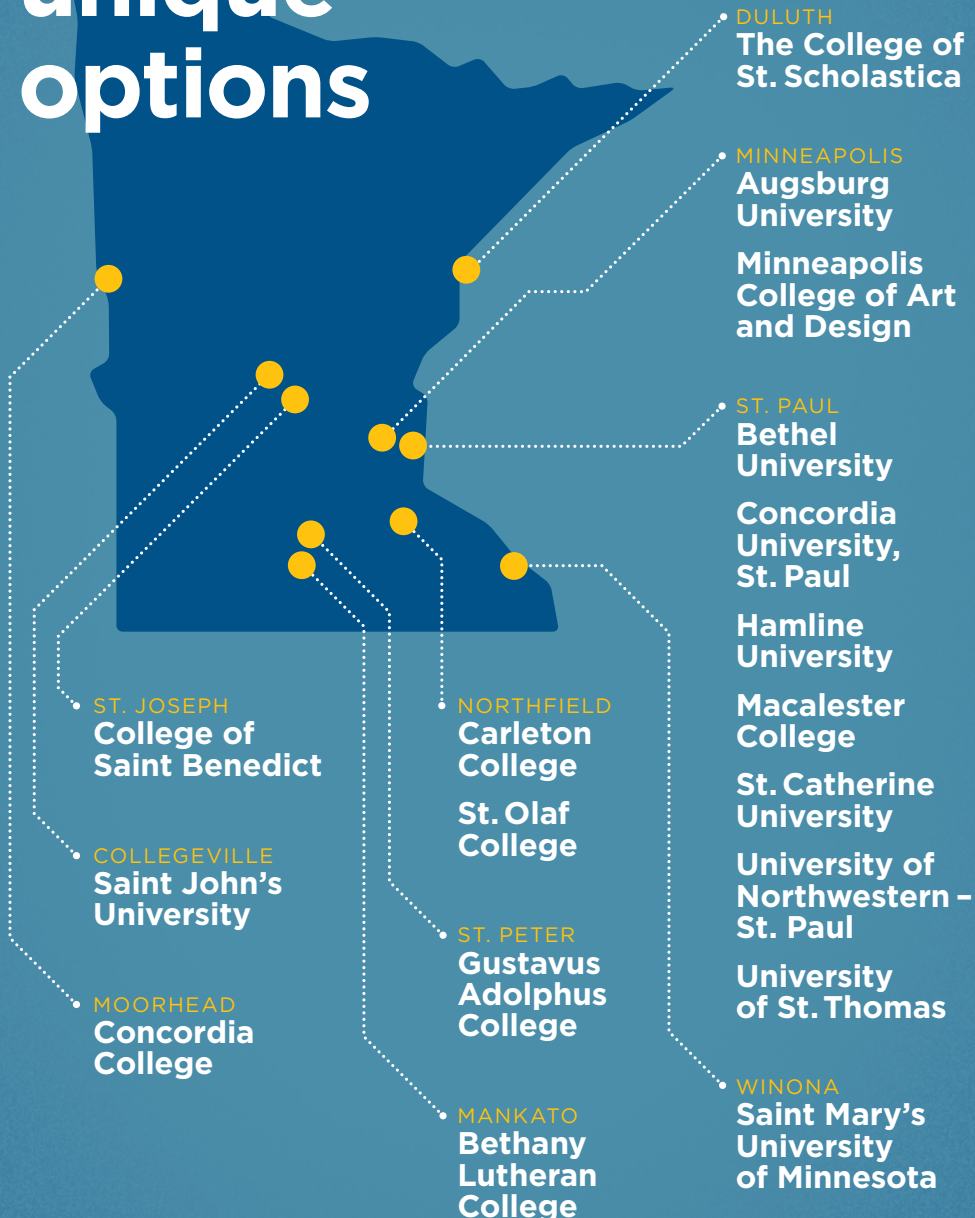 unique
options
DULUTH
The College of
St. Scholastica
MINNEAPOLIS
Augsburg
University
Minneapolis
College of Art
and Design
ST. PAUL
Bethel
University
Concordia
University,
St. Paul
Hamline
University
Macalester
College
St. Catherine
University
University of
Northwestern –
St. Paul
University
of St. Thomas
WINONA
Saint Mary’s
University
of Minnesota
ST. JOSEPH
College of
Saint Benedict
COLLEGEVILLE
Saint John’s
University
MOORHEAD
Concordia
College
NORTHFIELD
Carleton
College
St. Olaf
College
ST. PETER
Gustavus
Adolphus
College
MANKATO
Bethany
Lutheran
College